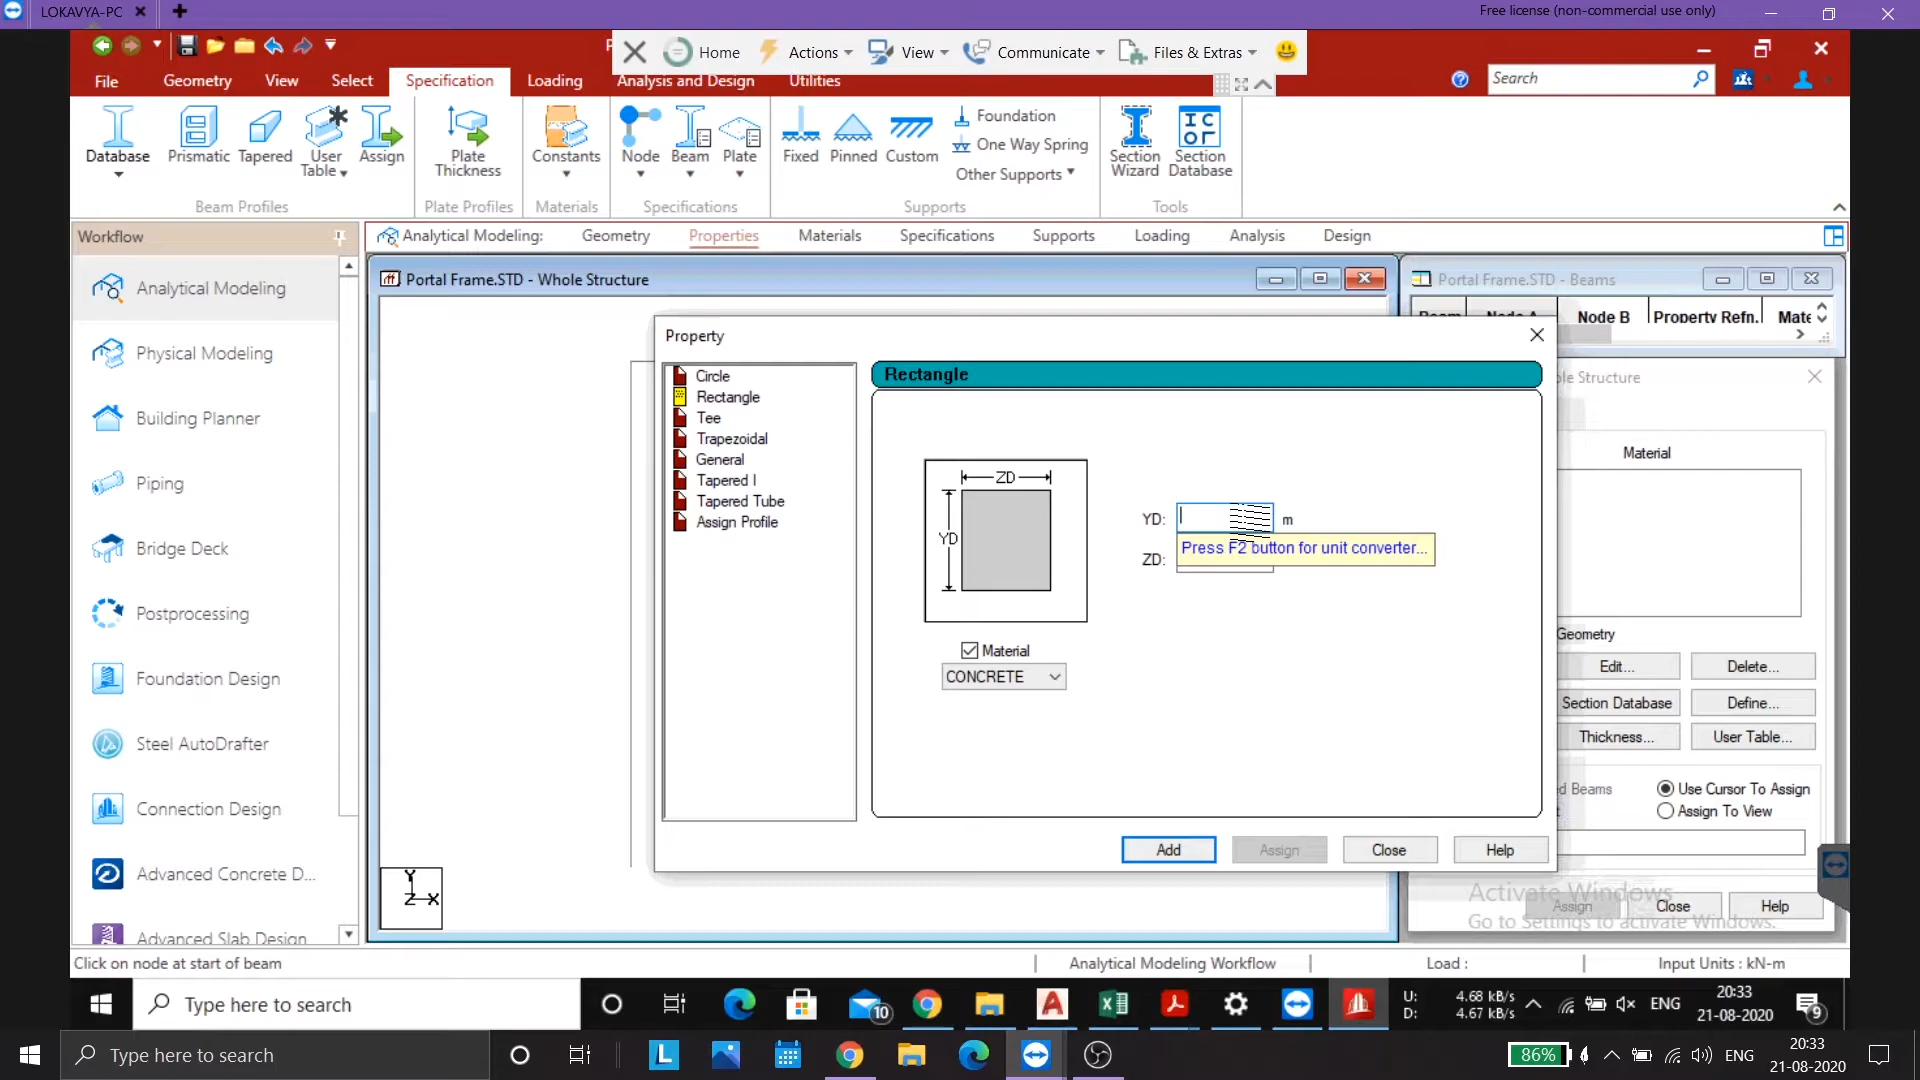 LOKAVYA-PC
Free license (non-commercial use only)
Home
Actions
View
Communicate
Files & Extras
File
Geometry
View
Select
Specification
Loading
Analysis and Design
Utilities
Search
Database
Prismatic
Tapered
User Table
Assign
Plate Thickness
Constants
Node
Beam
Plate
Fixed
Pinned
Custom
Foundation
One Way Spring
Other Supports
Section Wizard
Section Database
Beam Profiles
Plate Profiles
Materials
Specifications
Supports
Tools
Workflow
Analytical Modeling:
Geometry
Properties
Materials
Specifications
Supports
Loading
Analysis
Design
Analytical Modeling
Physical Modeling
Building Planner
Piping
Bridge Deck
Postprocessing
Foundation Design
Steel AutoDrafter
Connection Design
Advanced Concrete D...
Advanced Slab Design
Portal Frame.STD - Whole Structure
Portal Frame.STD - Beams
Beam
Node A
Node B
Property Refn.
Mate
Property
Circle
Rectangle
Tee
Trapezoidal
General
Tapered I
Tapered Tube
Assign Profile
Rectangle
ZD
YD
YD:
m
Press F2 button for unit converter...
ZD:
Material
CONCRETE
Add
Assign
Close
Help
ole Structure
Material
Geometry
Edit...
Delete...
Section Database
Define...
Thickness...
User Table...
d Beams
Use Cursor To Assign
Assign To View
Activate Windows
Go to Settings to activate Windows.
Assign
Close
Help
Y
Z
X
Click on node at start of beam
Analytical Modeling Workflow
Load :
Input Units : kN-m
Type here to search
10
U: 4.68 kB/s
D: 4.67 kB/s
ENG
20:33
21-08-2020
9
Type here to search
86%
ENG
20:33
21-08-2020